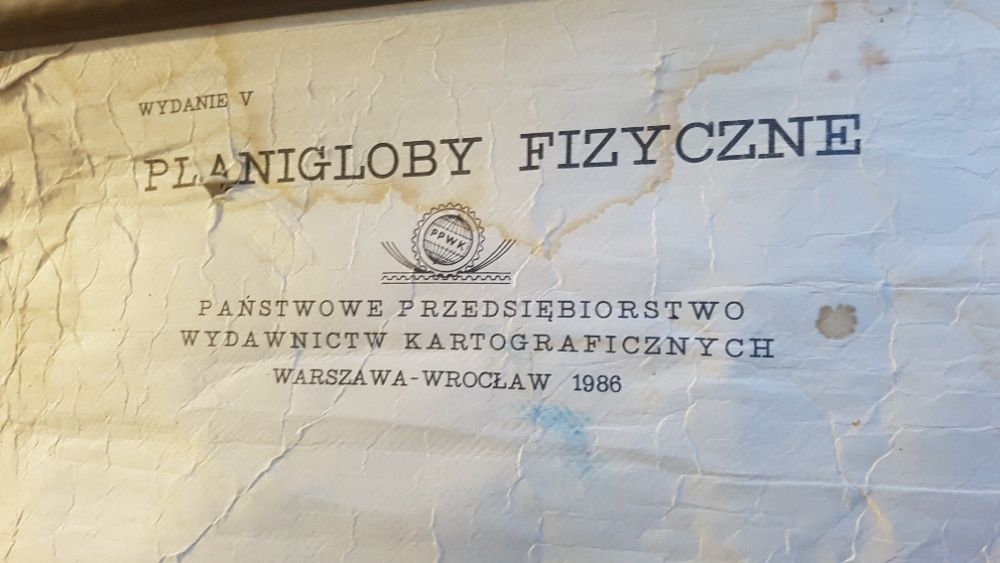 WYDANIE V
PLANIGLOBY FIZYCZNE
PPWK
PAŃSTWOWE PRZEDSIĘBIORSTWO
WYDAWNICTW KARTOGRAFICZNYCH
WARSZAWA-WROCŁAW 1986